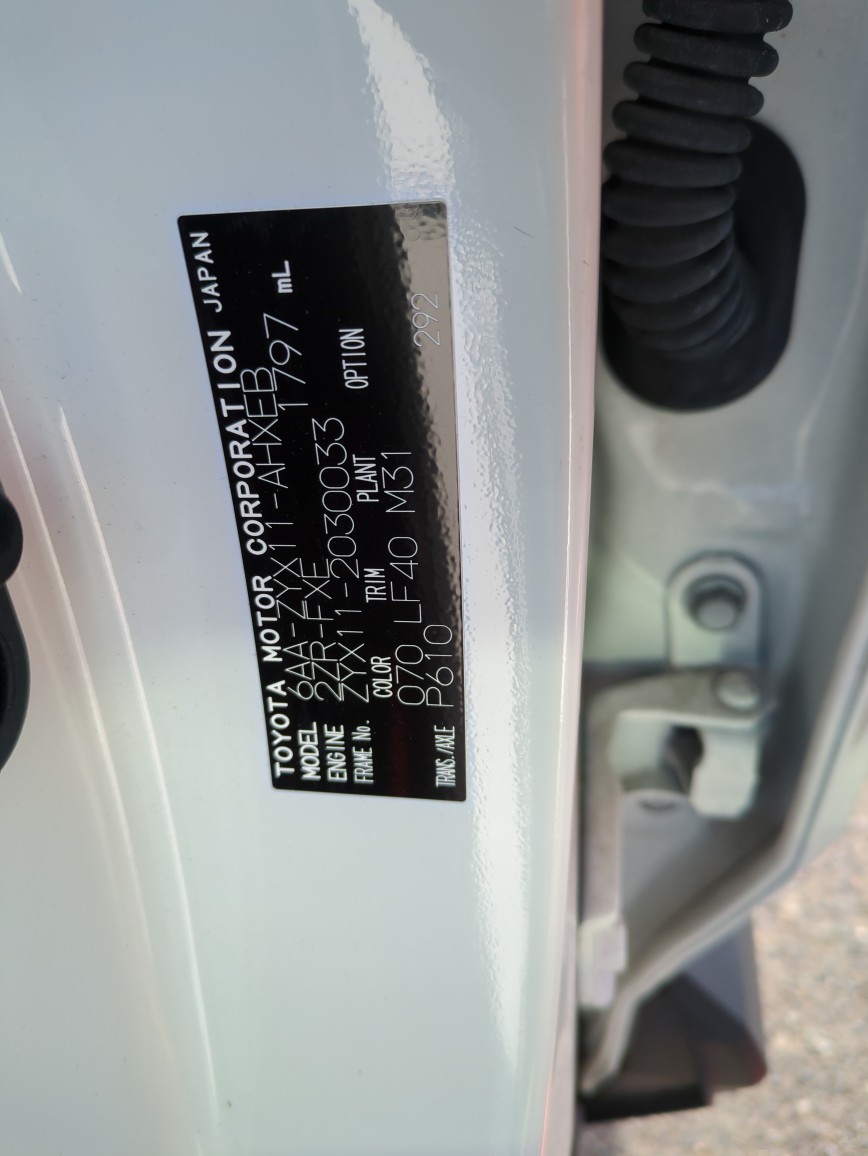 TOYOTA MOTOR CORPORATION JAPAN
MODEL 6AA-ZYX11-AHXEB
ENGINE 2ZR-FXE 1797 mL
FRAME No. ZYX11-2030033
COLOR TRIM PLANT OPTION
070 LF40 M31
TRANS./AXLE P610 292